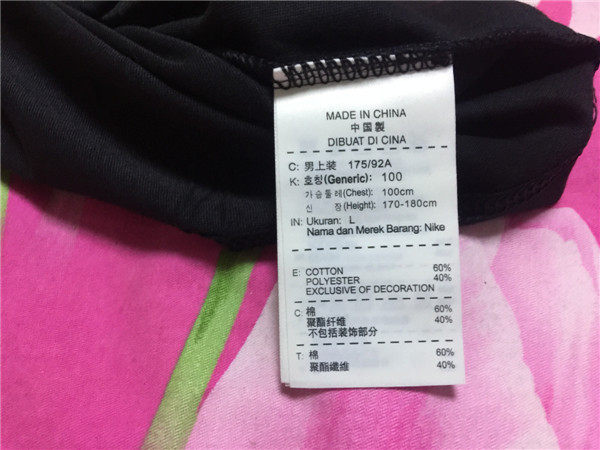 MADE IN CHINA
中国製
DIBUAT DI CINA
C: 男上装 175/92A
K: 호칭(Generic): 100
가슴둘레(Chest): 100cm
신 장(Height): 170-180cm
IN: Ukuran: L
Nama dan Merek Barang: Nike
E: COTTON 60%
POLYESTER 40%
EXCLUSIVE OF DECORATION
C: 棉 60%
聚酯纤维 40%
不包括装饰部分
T: 棉 60%
聚酯纖維 40%